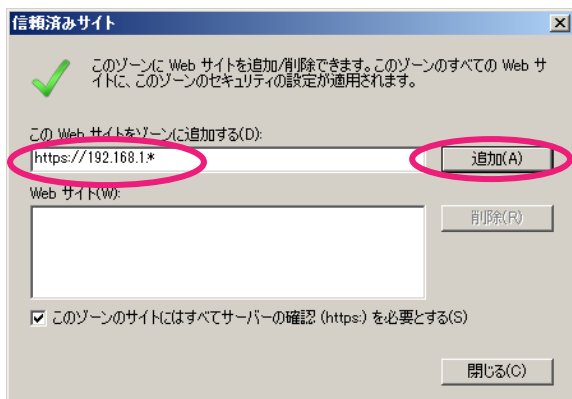 信頼済みサイト
このゾーンに Web サイトを追加/削除できます。このゾーンのすべての Web サ
イトに、このゾーンのセキュリティの設定が適用されます。
この Web サイトをゾーンに追加する(D):
https://192.168.1.*
追加(A)
Web サイト(W):
削除(R)
このゾーンのサイトにはすべてサーバーの確認 (https:) を必要とする(S)
閉じる(C)